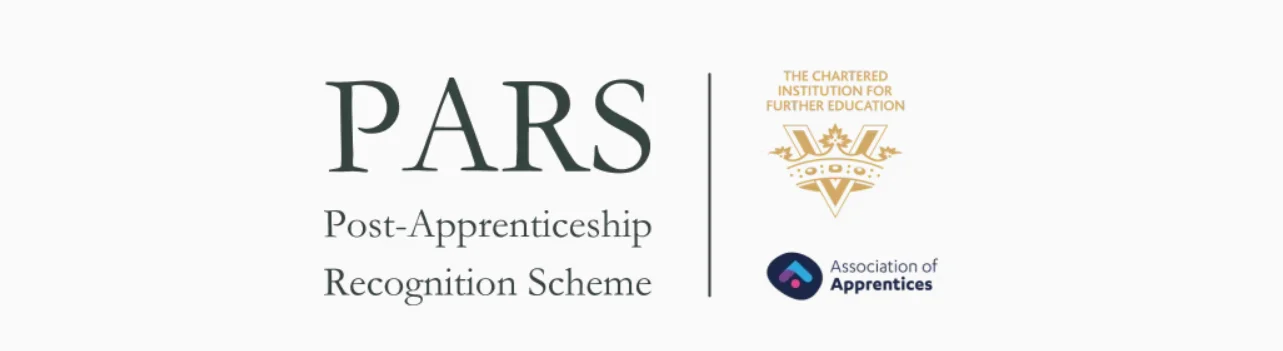 PARS
Post-Apprenticeship
Recognition Scheme
THE CHARTERED
INSTITUTION FOR
FURTHER EDUCATION
Association of
Apprentices